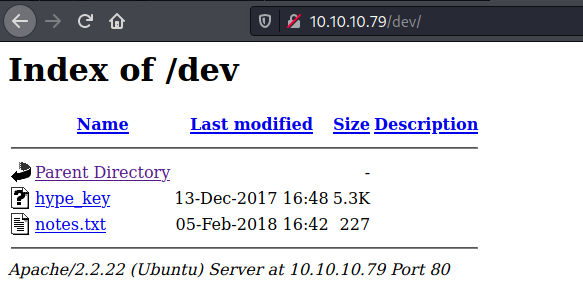 10.10.10.79/dev/
Index of /dev
Name Last modified Size Description
Parent Directory -
hype_key 13-Dec-2017 16:48 5.3K
notes.txt 05-Feb-2018 16:42 227
Apache/2.2.22 (Ubuntu) Server at 10.10.10.79 Port 80